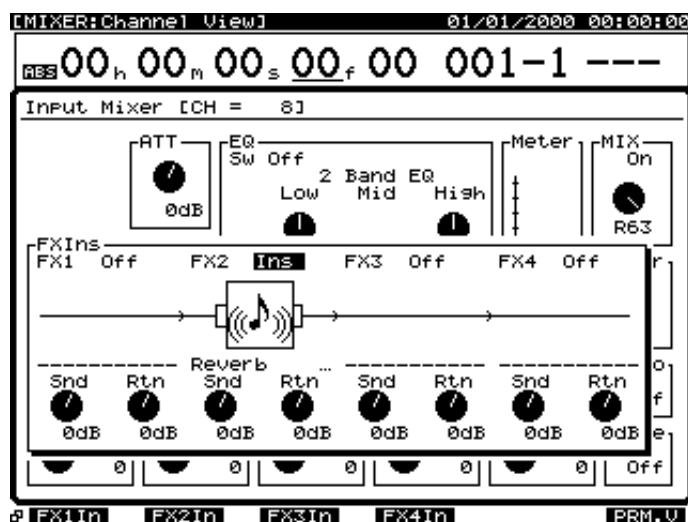 [MIXER:Channel View] 01/01/2000 00:00:00
ABS 00h 00m 00s 00f 00 001-1 ---
Input Mixer [CH = 8]
ATT EQ Meter MIX
Sw Off On
2 Band EQ
Low Mid High
0dB R63
FXIns
FX1 Off FX2 Ins FX3 Off FX4 Off r
---------- Reverb ... ---------- ---------- o
Snd Rtn Snd Rtn Snd Rtn Snd Rtn
f
0dB 0dB 0dB 0dB 0dB 0dB 0dB 0dB e
0 0 0 0 0 Off
FX1In FX2In FX3In FX4In PRM.V